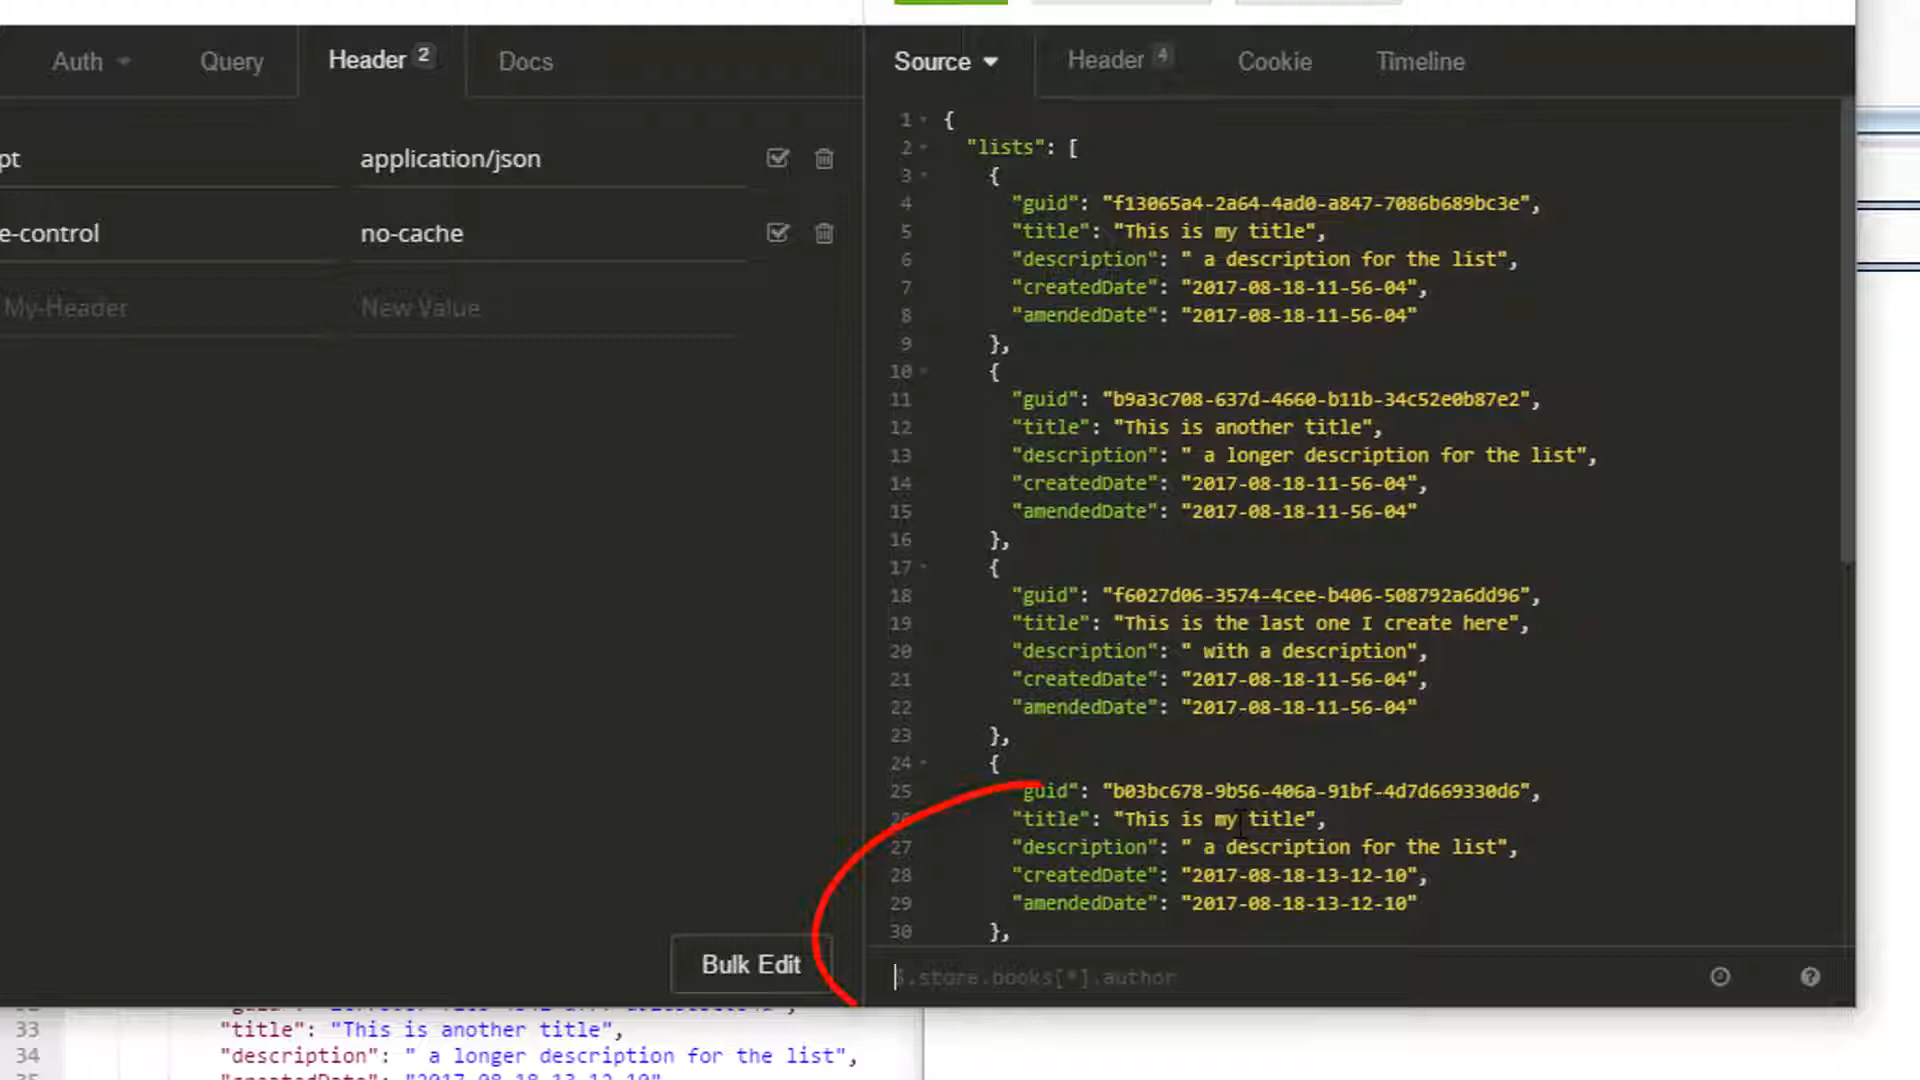 Auth Query Header 2 Docs
pt application/json
e-control no-cache
My-Header New Value
Bulk Edit
Source Header 4 Cookie Timeline
1 {
2 "lists": [
3 {
4 "guid": "f13065a4-2a64-4ad0-a847-7086b689bc3e",
5 "title": "This is my title",
6 "description": " a description for the list",
7 "createdDate": "2017-08-18-11-56-04",
8 "amendedDate": "2017-08-18-11-56-04"
9 },
10 {
11 "guid": "b9a3c708-637d-4660-b11b-34c52e0b87e2",
12 "title": "This is another title",
13 "description": " a longer description for the list",
14 "createdDate": "2017-08-18-11-56-04",
15 "amendedDate": "2017-08-18-11-56-04"
16 },
17 {
18 "guid": "f6027d06-3574-4cee-b406-508792a6dd96",
19 "title": "This is the last one I create here",
20 "description": " with a description",
21 "createdDate": "2017-08-18-11-56-04",
22 "amendedDate": "2017-08-18-11-56-04"
23 },
24 {
25 "guid": "b03bc678-9b56-406a-91bf-4d7d669330d6",
26 "title": "This is my title",
27 "description": " a description for the list",
28 "createdDate": "2017-08-18-13-12-10",
29 "amendedDate": "2017-08-18-13-12-10"
30 },
$.store.books[*].author
33 "title": "This is another title",
34 "description": " a longer description for the list",
"createdDate": "2017-08-18-13-12-10"